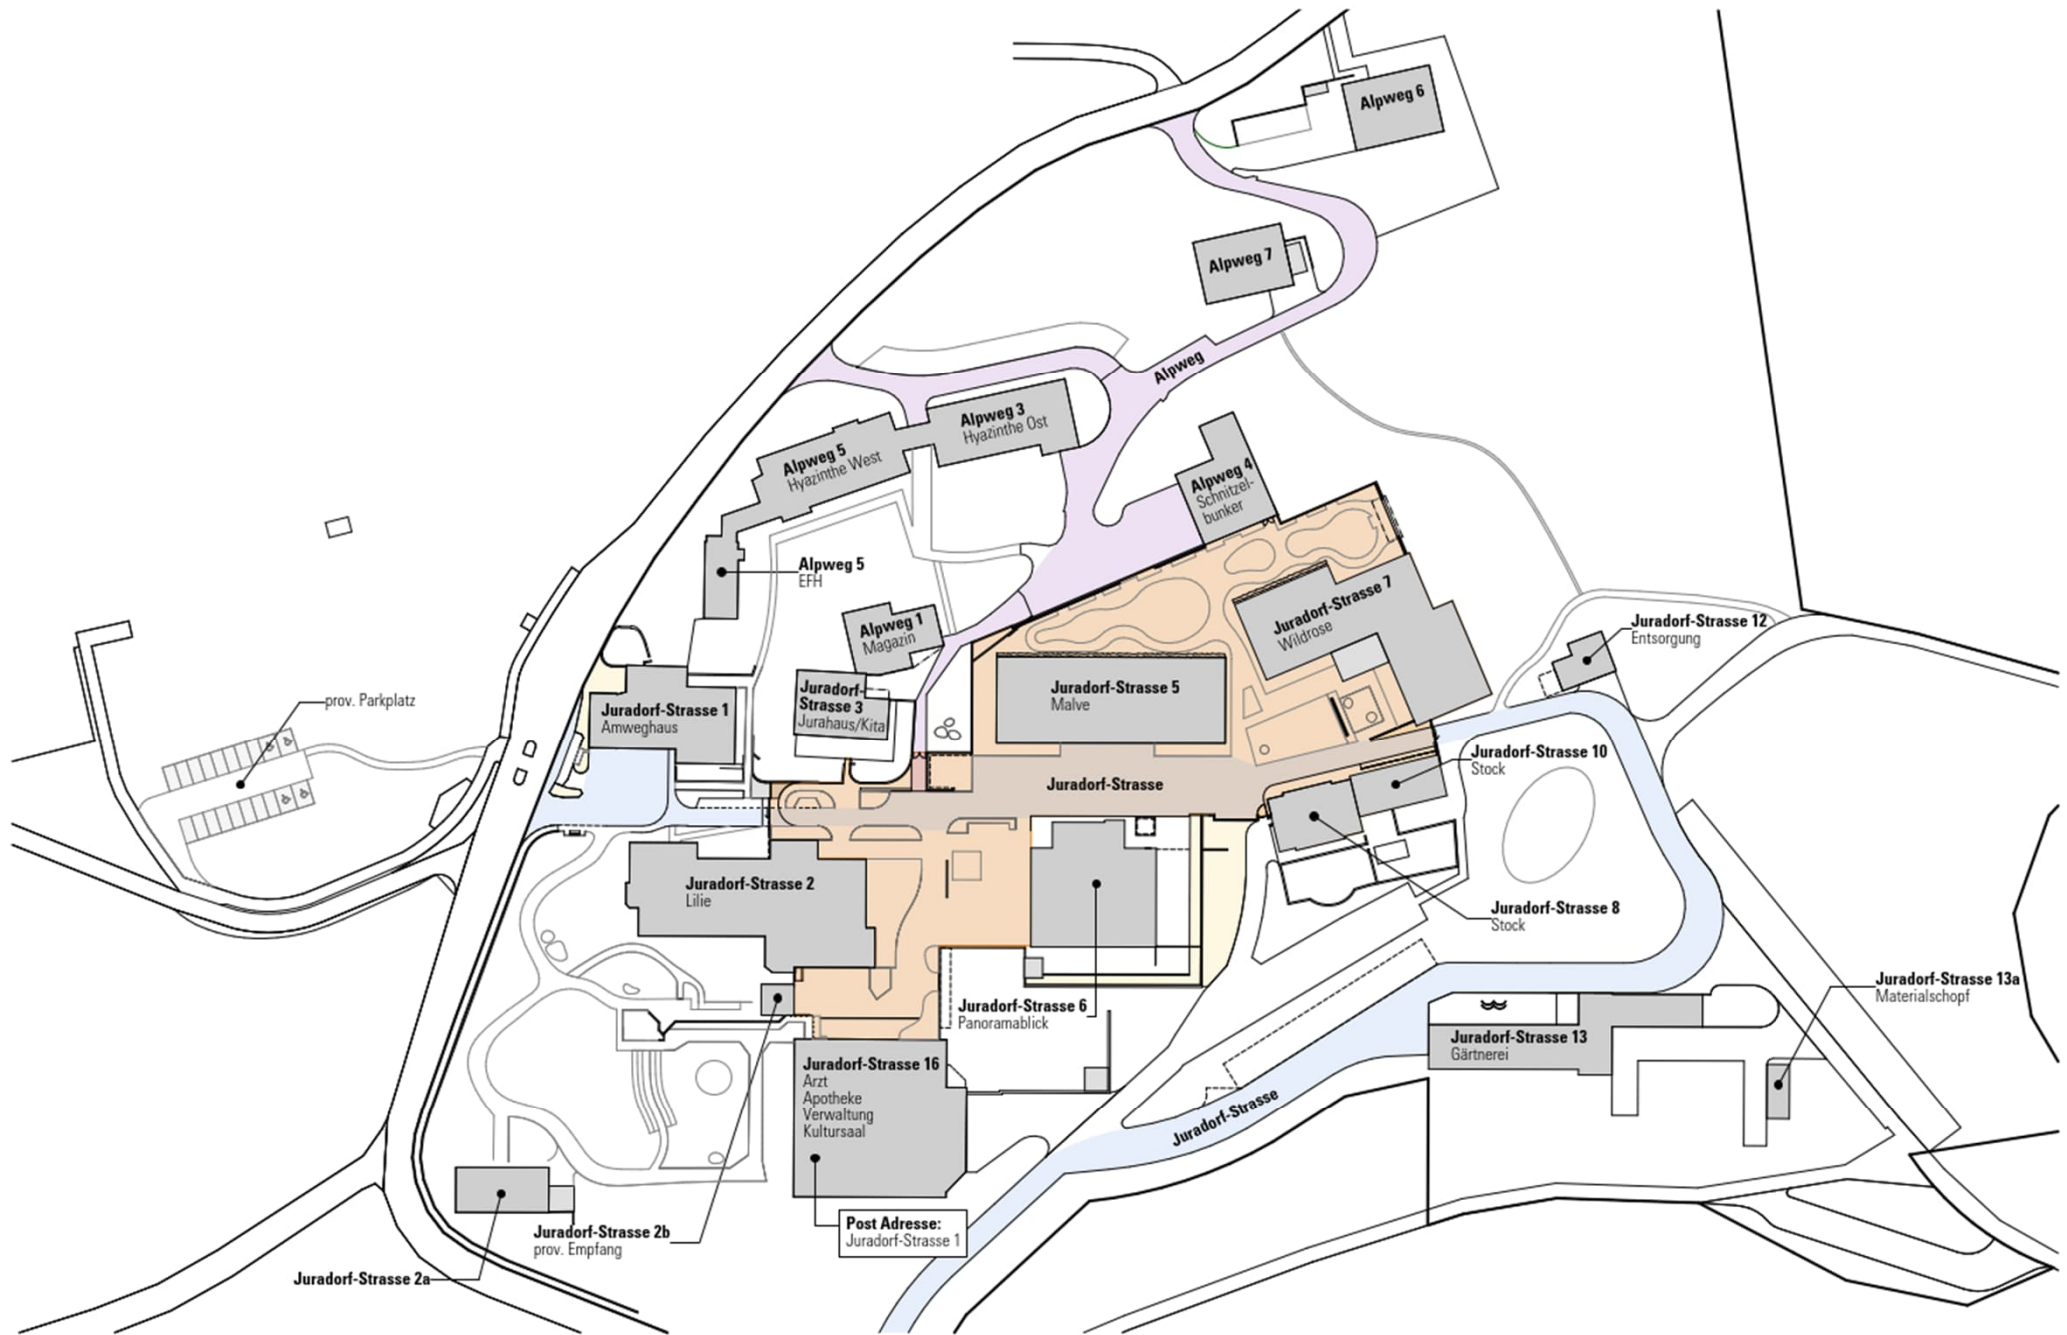 Alpweg 6
Alpweg 7
Alpweg
Alpweg 3
Hyazinthe Ost
Alpweg 5
Hyazinthe West
Alpweg 4
Schnitzel-
bunker
Alpweg 5
EFH
Alpweg 1
Magazin
Juradorf-Strasse 7
Wildrose
Juradorf-Strasse 12
Entsorgung
prov. Parkplatz
Juradorf-Strasse 1
Amweghaus
Juradorf-
Strasse 3
Jurahaus/Kita
Juradorf-Strasse 5
Malve
Juradorf-Strasse 10
Stock
Juradorf-Strasse
Juradorf-Strasse 2
Lilie
Juradorf-Strasse 8
Stock
Juradorf-Strasse 6
Panoramablick
Juradorf-Strasse 13a
Materialschopf
Juradorf-Strasse 13
Gärtnerei
Juradorf-Strasse 16
Arzt
Apotheke
Verwaltung
Kultursaal
Juradorf-Strasse
Post Adresse:
Juradorf-Strasse 1
Juradorf-Strasse 2b
prov. Empfang
Juradorf-Strasse 2a